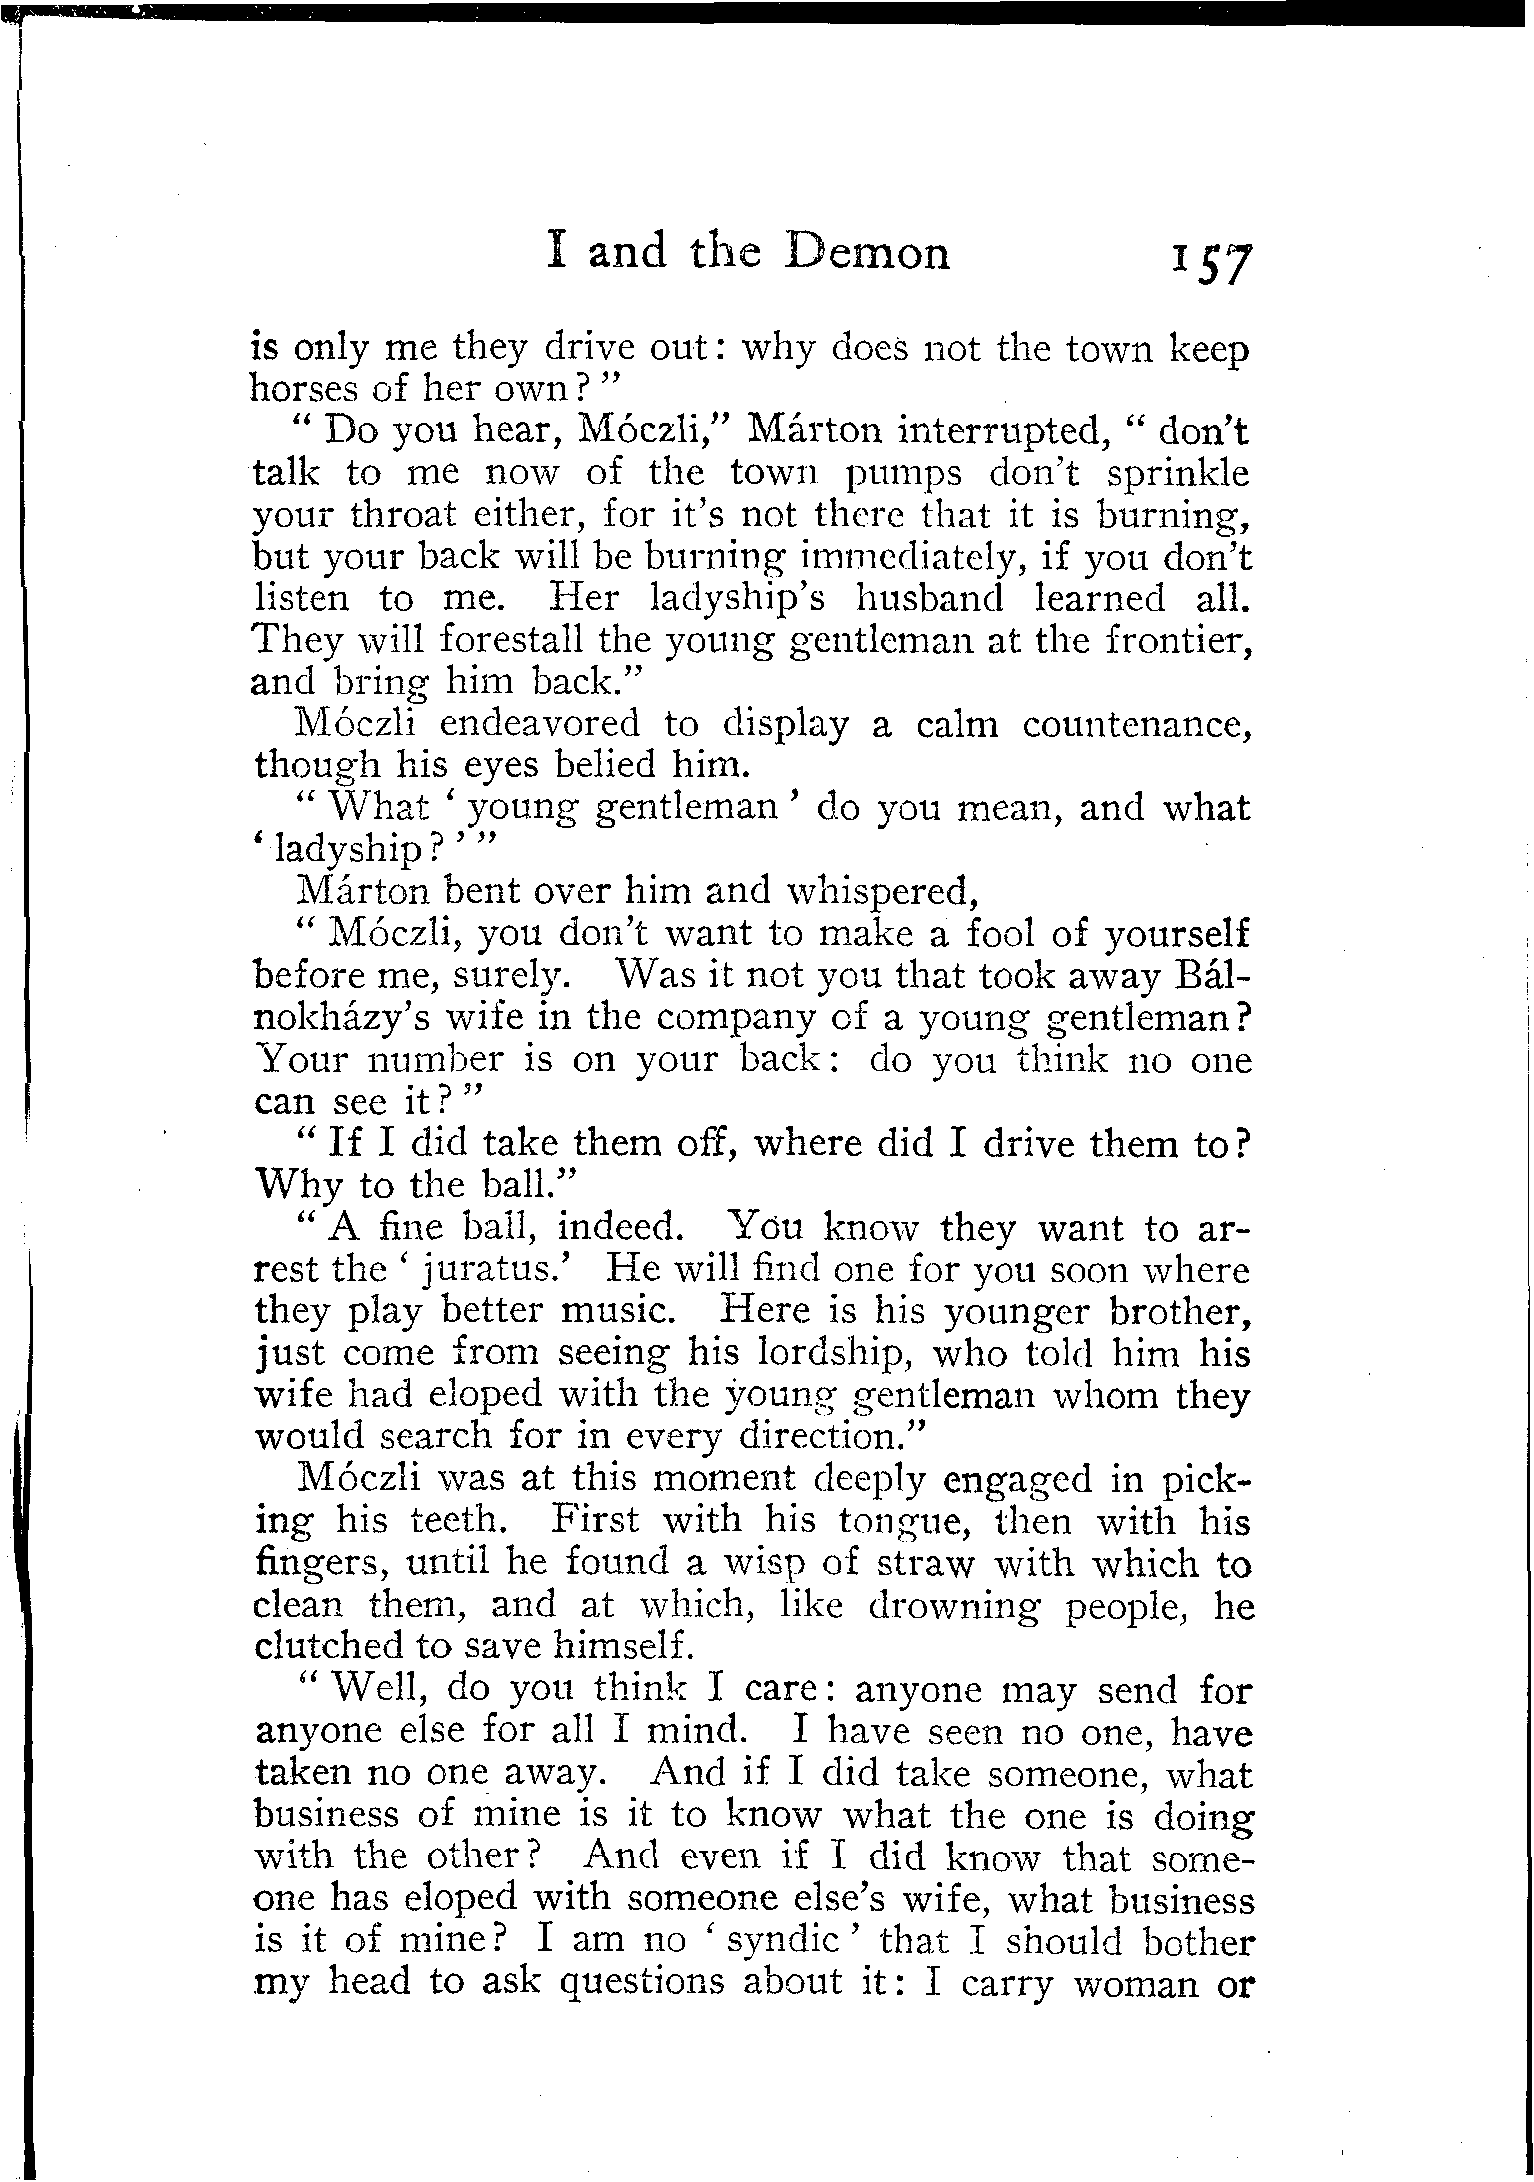 I and the Demon 157
is only me they drive out: why does not the town keep
horses of her own? "
" Do you hear, Móczli," Márton interrupted, " don't
talk to me now of the town pumps don't sprinkle
your throat either, for it's not there that it is burning,
but your back will be burning immediately, if you don't
listen to me. Her ladyship's husband learned all.
They will forestall the young gentleman at the frontier,
and bring him back."
Móczli endeavored to display a calm countenance,
though his eyes belied him.
" What ' young gentleman ' do you mean, and what
' ladyship? ' "
Márton bent over him and whispered,
" Móczli, you don't want to make a fool of yourself
before me, surely. Was it not you that took away Bál-
nokházy's wife in the company of a young gentleman?
Your number is on your back: do you think no one
can see it? "
" If I did take them off, where did I drive them to?
Why to the ball."
" A fine ball, indeed. You know they want to ar-
rest the ' juratus.' He will find one for you soon where
they play better music. Here is his younger brother,
just come from seeing his lordship, who told him his
wife had eloped with the young gentleman whom they
would search for in every direction."
Móczli was at this moment deeply engaged in pick-
ing his teeth. First with his tongue, then with his
fingers, until he found a wisp of straw with which to
clean them, and at which, like drowning people, he
clutched to save himself.
" Well, do you think I care: anyone may send for
anyone else for all I mind. I have seen no one, have
taken no one away. And if I did take someone, what
business of mine is it to know what the one is doing
with the other? And even if I did know that some-
one has eloped with someone else's wife, what business
is it of mine? I am no ' syndic ' that I should bother
my head to ask questions about it: I carry woman or